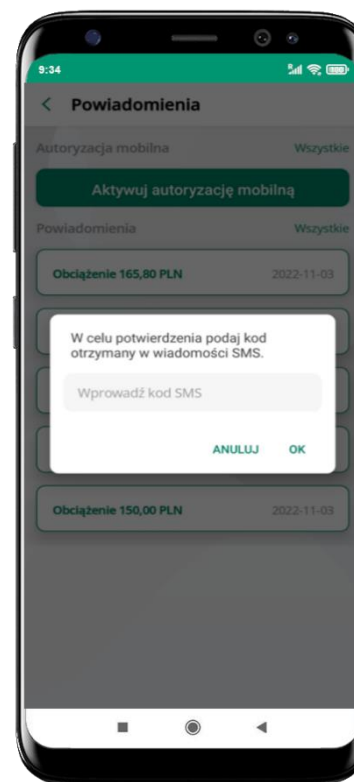 9:34
Powiadomienia
Autoryzacja mobilna Wszystkie
Aktywuj autoryzację mobilną
Powiadomienia Wszystkie
Obciążenie 165,80 PLN 2022-11-03
W celu potwierdzenia podaj kod
otrzymany w wiadomości SMS.
Wprowadź kod SMS
ANULUJ OK
Obciążenie 150,00 PLN 2022-11-03